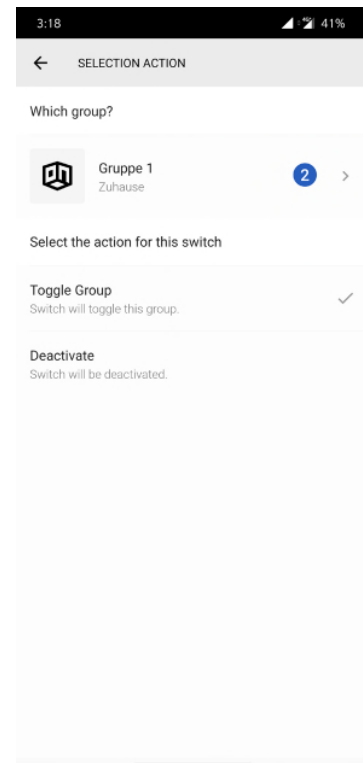 3:18
41%
SELECTION ACTION
Which group?
Gruppe 1
Zuhause
2
Select the action for this switch
Toggle Group
Switch will toggle this group.
Deactivate
Switch will be deactivated.